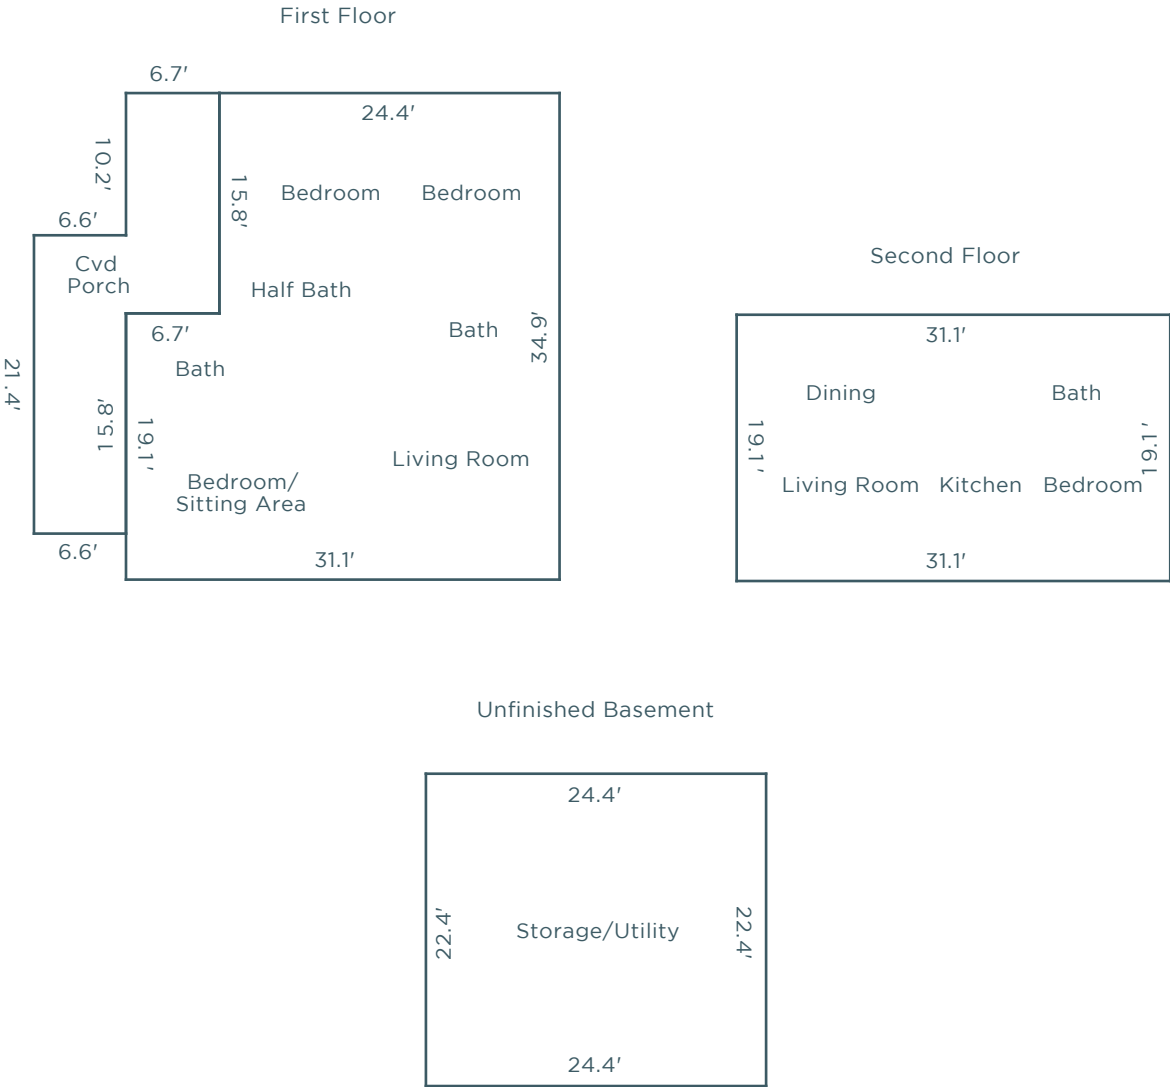 First Floor
6.7'
24.4'
10.2'
15.8'
Bedroom
Bedroom
6.6'
Cvd
Porch
Half Bath
6.7'
Bath
34.9'
Bath
21.4'
15.8'
19.1'
Living Room
Bedroom/
Sitting Area
6.6'
31.1'
Second Floor
31.1'
Dining
Bath
19.1'
19.1'
Living Room
Kitchen
Bedroom
31.1'
Unfinished Basement
24.4'
22.4'
Storage/Utility
22.4'
24.4'